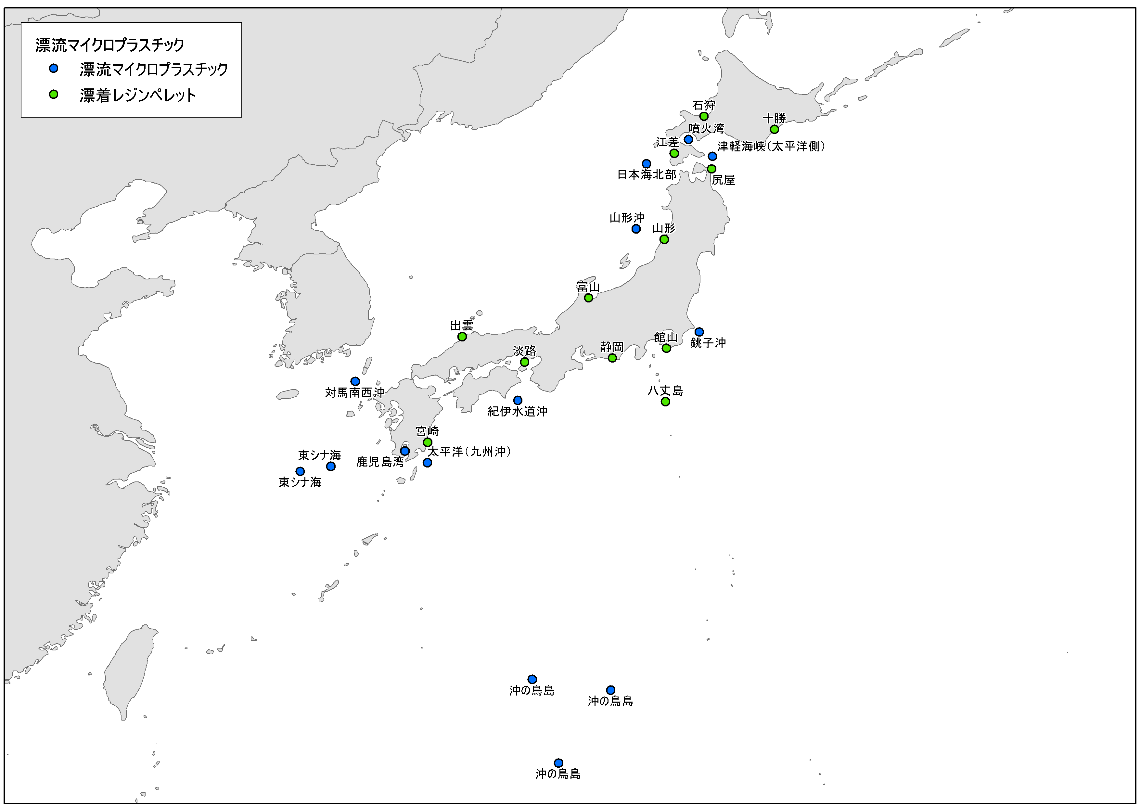 漂流マイクロプラスチック
漂流マイクロプラスチック
漂着レジンペレット
石狩
十勝
噴火湾
江差
津軽海峡(太平洋側)
日本海北部
尻屋
山形沖
山形
富山
出雲
館山
銚子沖
静岡
淡路
対馬南西沖
八丈島
紀伊水道沖
宮崎
太平洋(九州沖)
東シナ海
鹿児島湾
東シナ海
沖の鳥島
沖の鳥島
沖の鳥島